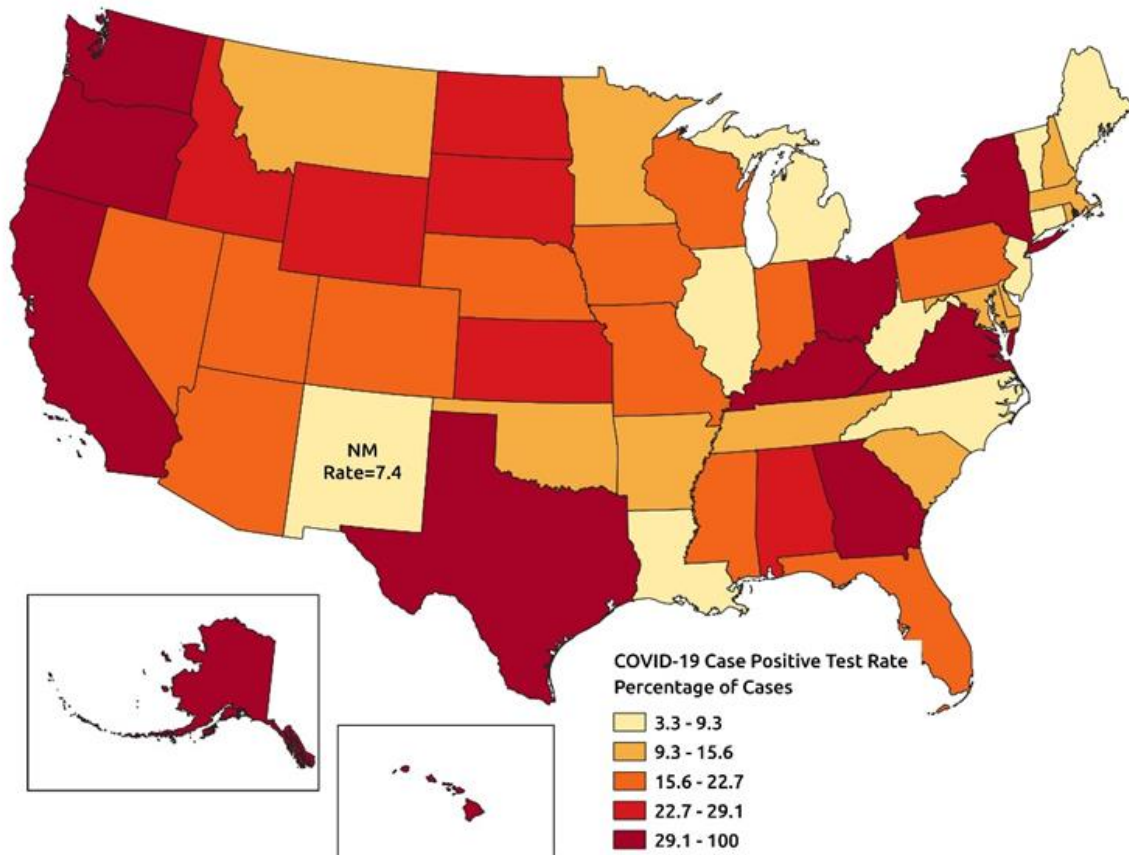 NM
Rate=7.4
COVID-19 Case Positive Test Rate
Percentage of Cases
3.3 - 9.3
9.3 - 15.6
15.6 - 22.7
22.7 - 29.1
29.1 - 100